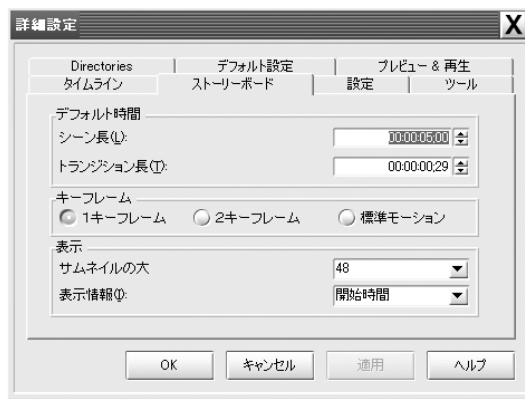 詳細設定
Directories デフォルト設定 プレビュー & 再生
タイムライン ストーリーボード 設定 ツール
デフォルト時間
シーン長(L): 00:00:05:00
トランジション長(T): 00:00:00;29
キーフレーム
1キーフレーム 2キーフレーム 標準モーション
表示
サムネイルの大 48
表示情報(I): 開始時間
OK キャンセル 適用 ヘルプ